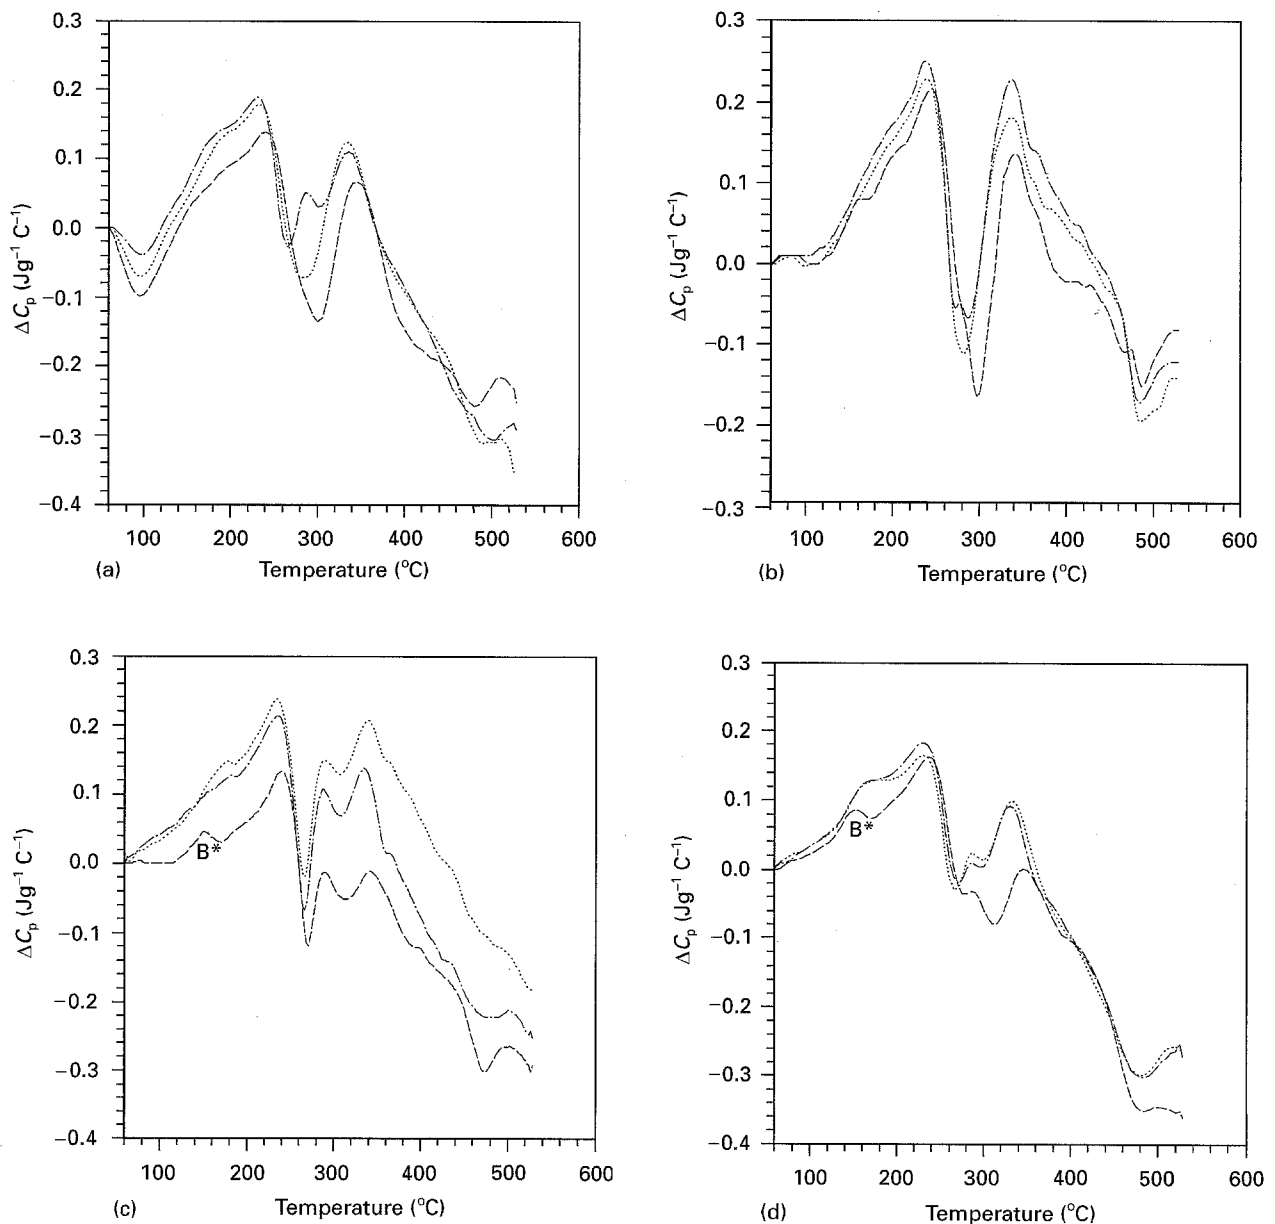 0.3
0.2
0.1
0.0
−0.1
−0.2
−0.3
−0.4
ΔCp (Jg⁻¹ C⁻¹)
100 200 300 400 500 600
(a) Temperature (°C)
0.3
0.2
0.1
0.0
−0.1
−0.2
−0.3
ΔCp (Jg⁻¹ C⁻¹)
100 200 300 400 500 600
(b) Temperature (°C)
0.3
0.2
0.1
0.0
−0.1
−0.2
−0.3
−0.4
ΔCp (Jg⁻¹ C⁻¹)
B*
100 200 300 400 500 600
(c) Temperature (°C)
0.3
0.2
0.1
0.0
−0.1
−0.2
−0.3
−0.4
ΔCp (Jg⁻¹ C⁻¹)
B*
100 200 300 400 500 600
(d) Temperature (°C)